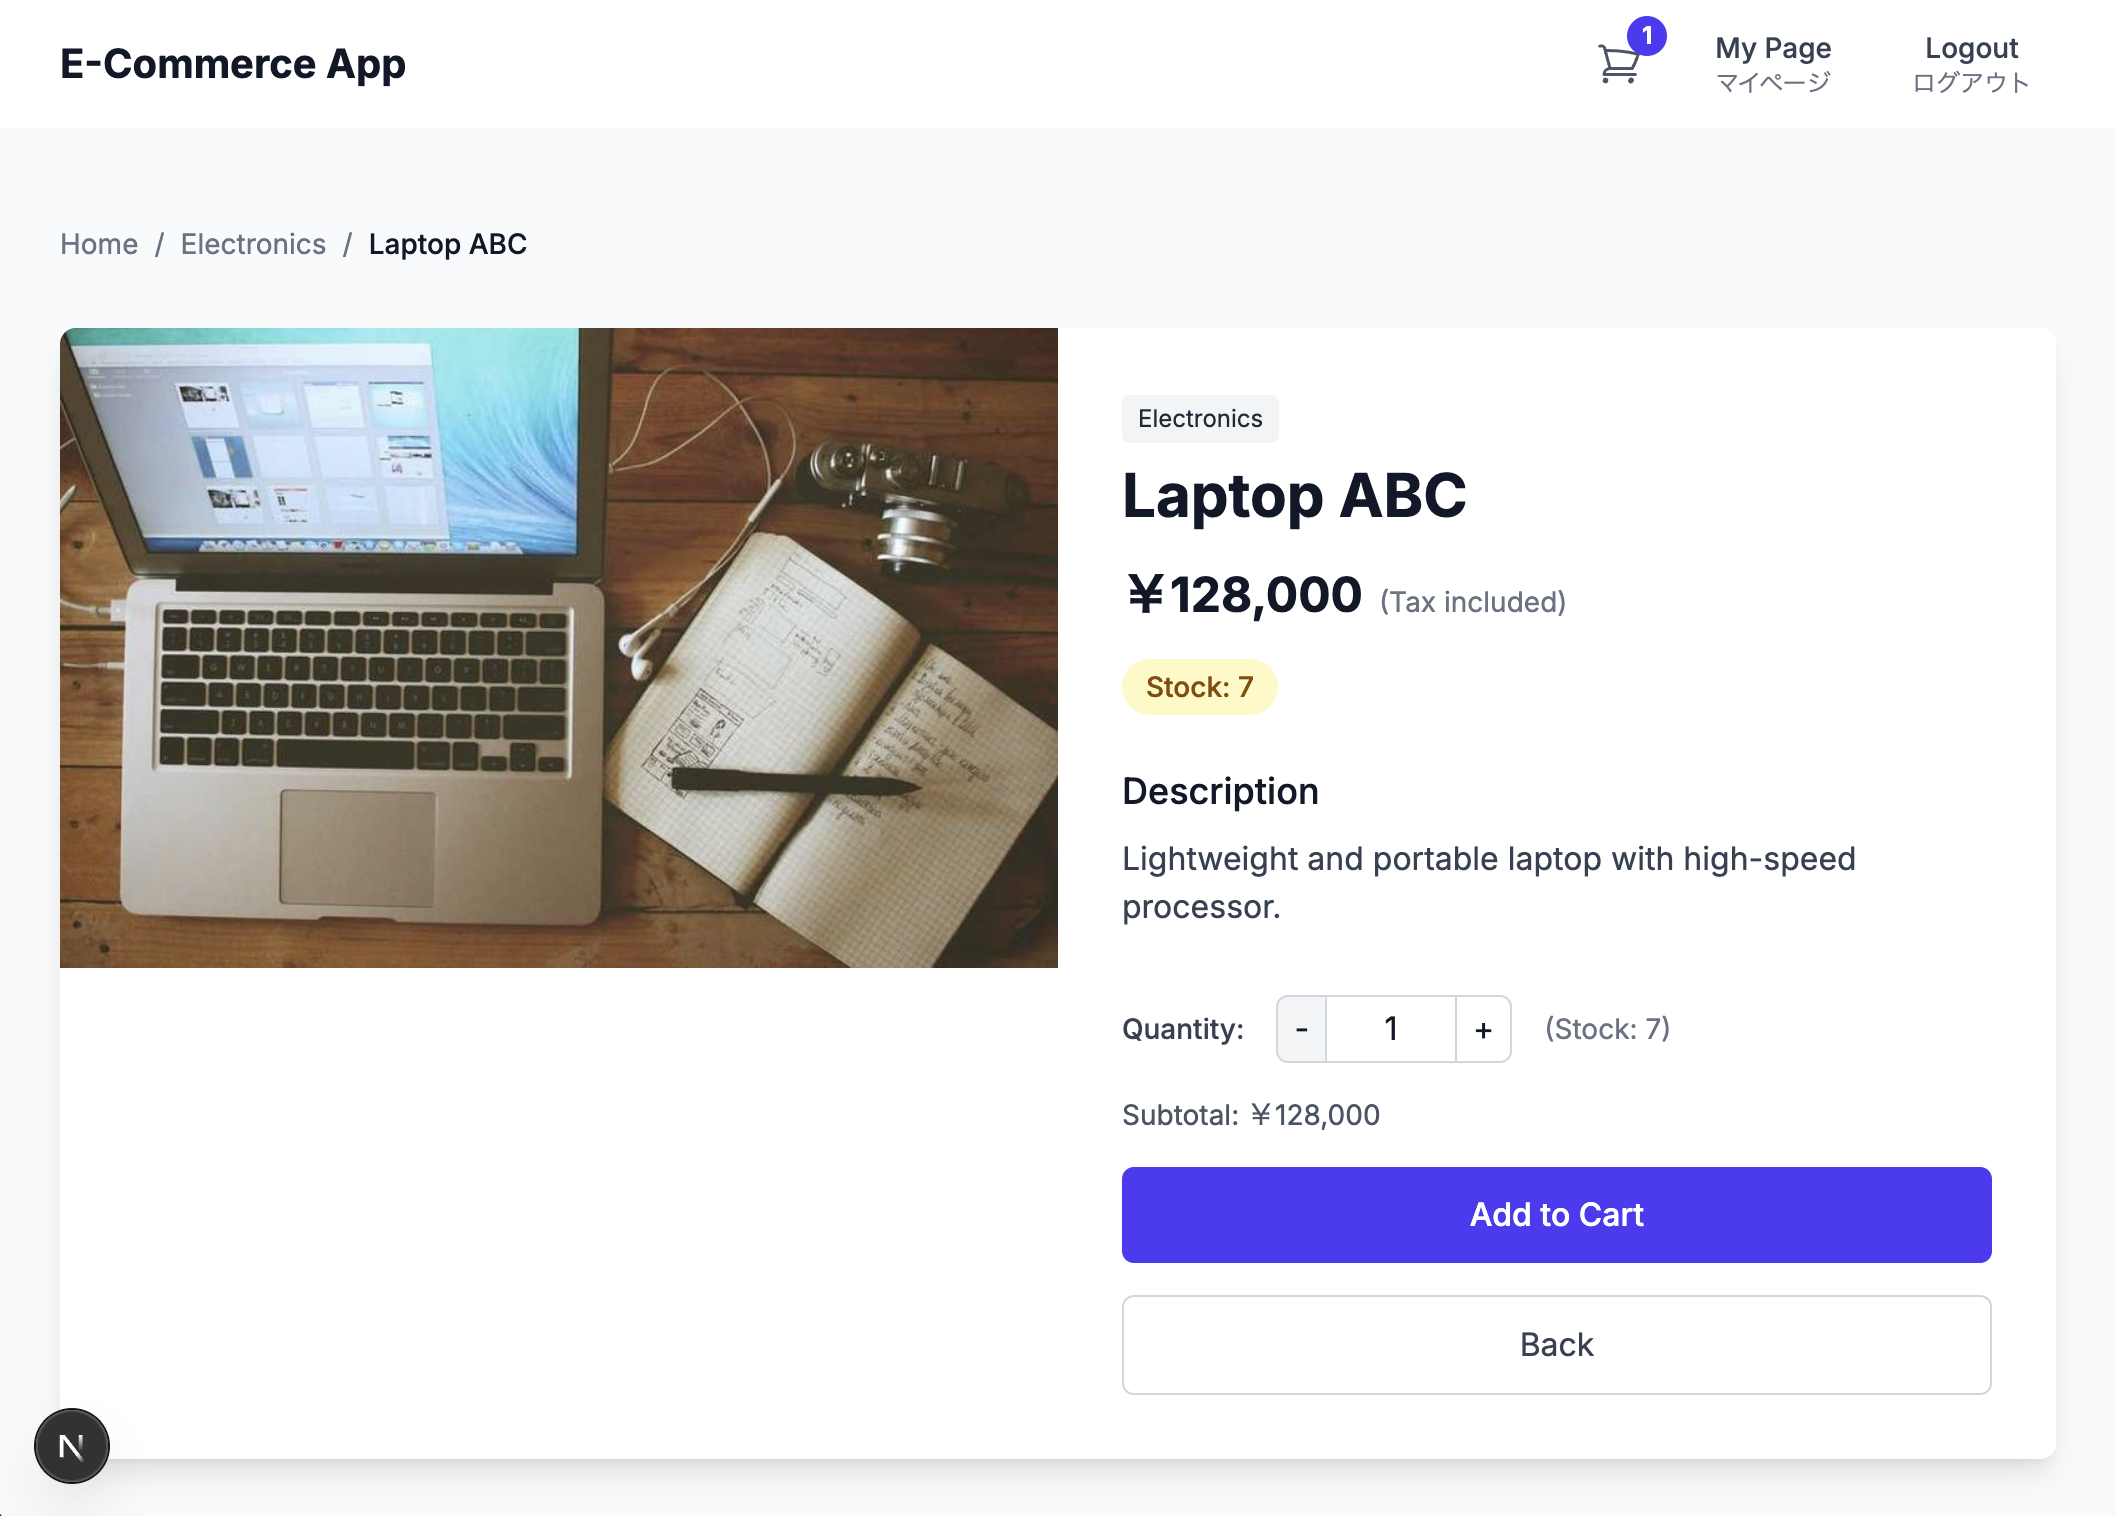 E-Commerce App
1
My Page
マイページ
Logout
ログアウト
Home / Electronics / Laptop ABC
Electronics
Laptop ABC
￥128,000 (Tax included)
Stock: 7
Description
Lightweight and portable laptop with high-speed
processor.
Quantity: - 1 + (Stock: 7)
Subtotal: ￥128,000
Add to Cart
Back
N